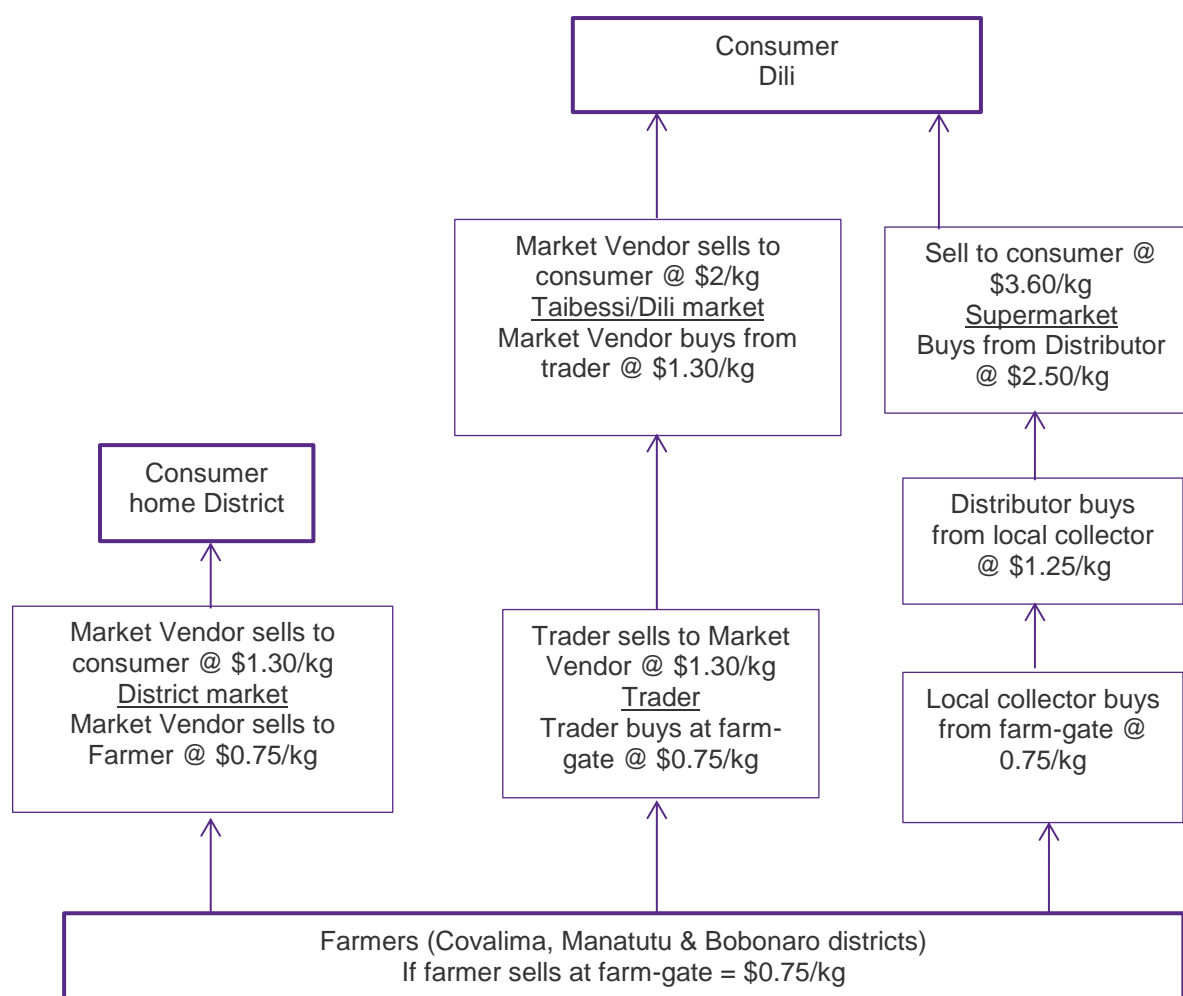 Consumer
Dili
Market Vendor sells to
consumer @ $2/kg
Taibessi/Dili market
Market Vendor buys from
trader @ $1.30/kg
Sell to consumer @
$3.60/kg
Supermarket
Buys from Distributor
@ $2.50/kg
Consumer
home District
Distributor buys
from local collector
@ $1.25/kg
Market Vendor sells to
consumer @ $1.30/kg
District market
Market Vendor sells to
Farmer @ $0.75/kg
Trader sells to Market
Vendor @ $1.30/kg
Trader
Trader buys at farm-
gate @ $0.75/kg
Local collector buys
from farm-gate @
0.75/kg
Farmers (Covalima, Manatutu & Bobonaro districts)
If farmer sells at farm-gate = $0.75/kg